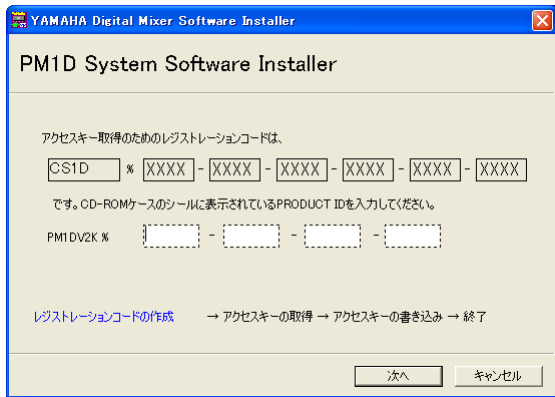 YAMAHA Digital Mixer Software Installer
PM1D System Software Installer
アクセスキー取得のためのレジストレーションコードは、
CS1D % XXXX - XXXX - XXXX - XXXX - XXXX - XXXX
です。CD-ROMケースのシールに表示されているPRODUCT IDを入力してください。
PM1DV2K % - - -
レジストレーションコードの作成 → アクセスキーの取得 → アクセスキーの書き込み → 終了
次へ キャンセル